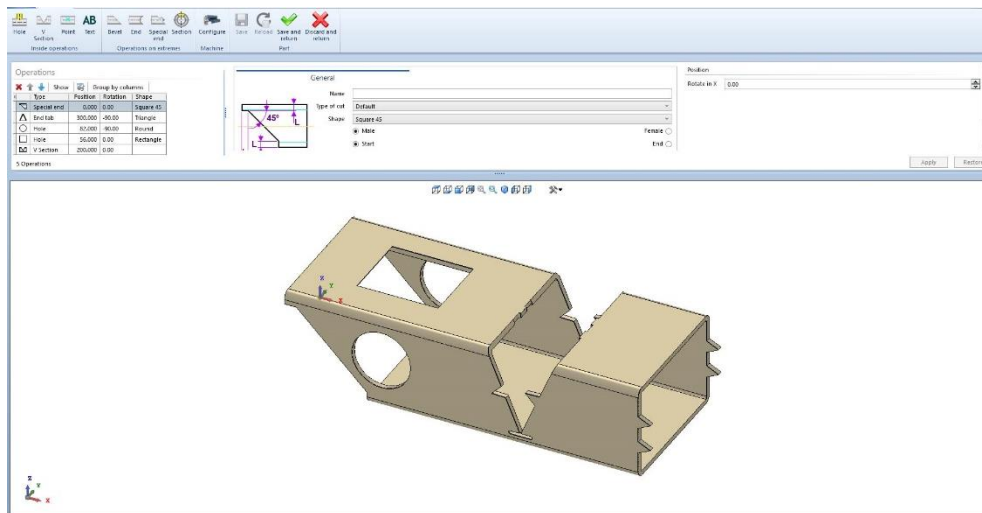 Hole V Section Point Text Bevel End Special end Section Configure Save Reload Save and return Discard and return
Inside operations Operations on extremes Machine Part
Operations
Show Group by columns
Type Position Rotation Shape
Special end 0,000 0.00 Square 45
End tab 300,000 -90.00 Triangle
Hole 62,000 -90.00 Round
Hole 56,000 0.00 Rectangle
V Section 200,000 0.00
5 Operations
General
Name
Type of cut Default
Shape Square 45
Male Female
Start End
45°
L
L
Position
Rotate in X 0.00
Apply Restore
Z
Y
X
Z
Y
X